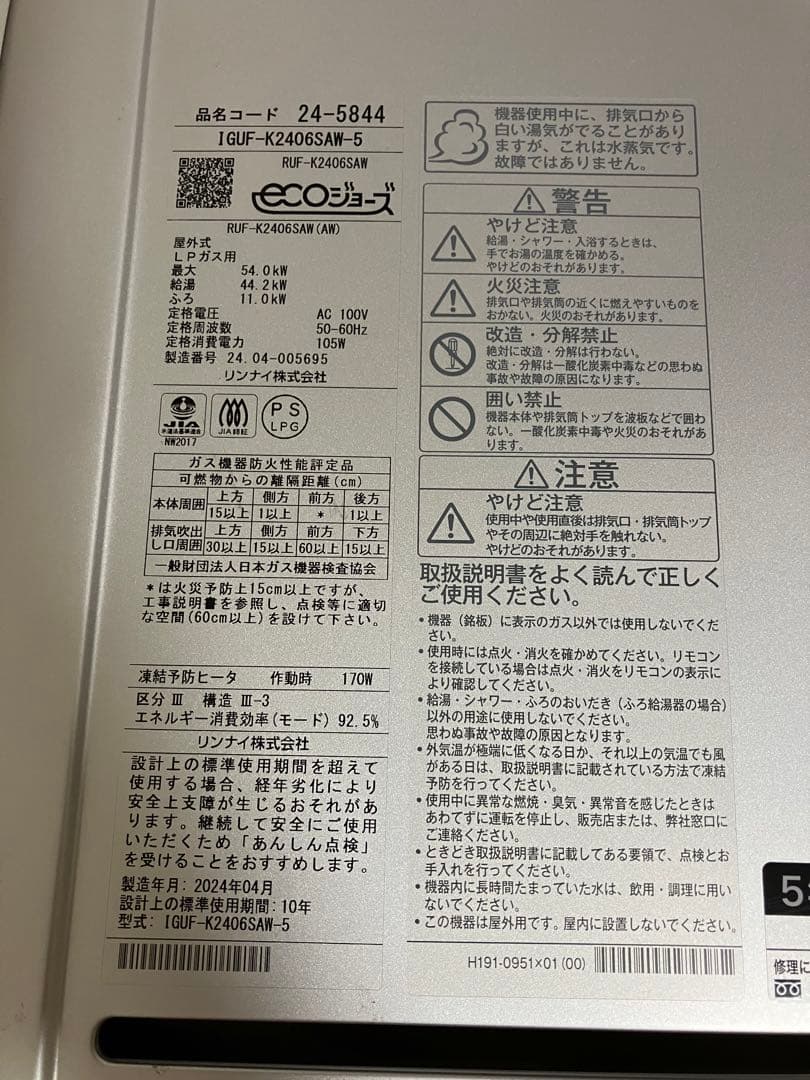 品名コード 24-5844
IGUF-K2406SAW-5
RUF-K2406SAW
ecoジョーズ
RUF-K2406SAW(AW)
屋外式
LPガス用
最大 54.0kW
給湯 44.2kW
ふろ 11.0kW
定格電圧 AC 100V
定格周波数 50-60Hz
定格消費電力 105W
製造番号 24.04-005695
リンナイ株式会社
JIA
NW2017
JIA認証
PS
LPG
ガス機器防火性能評定品
可燃物からの離隔距離(cm)
本体周囲 上方 側方 前方 後方
15以上 1以上 * 1以上
排気吹出し口周囲 上方 側方 前方 下方
30以上 15以上 60以上 15以上
一般財団法人日本ガス機器検査協会
*は火災予防上15cm以上ですが、
工事説明書を参照し、点検等に適切
な空間(60cm以上)を設けて下さい。
凍結予防ヒータ 作動時 170W
区分Ⅲ 構造Ⅲ-3
エネルギー消費効率(モード) 92.5%
リンナイ株式会社
設計上の標準使用期間を超えて
使用する場合、経年劣化により
安全上支障が生じるおそれがあ
ります。継続して安全にご使用
いただくため「あんしん点検」
を受けることをおすすめします。
製造年月: 2024年04月
設計上の標準使用期間: 10年
型式: IGUF-K2406SAW-5
機器使用中に、排気口から
白い湯気がでることがあり
ますが、これは水蒸気です。
故障ではありません。
警告
やけど注意
給湯・シャワー・入浴するときは、
手でお湯の温度を確かめる。
やけどのおそれがあります。
火災注意
排気口や排気筒の近くに燃えやすいものを
おかない。火災のおそれがあります。
改造・分解禁止
絶対に改造・分解は行わない。
改造・分解は一酸化炭素中毒などの思わぬ
事故や故障の原因になります。
囲い禁止
機器本体や排気筒トップを波板などで囲わ
ない。一酸化炭素中毒や火災のおそれがあり
ます。
注意
やけど注意
使用中や使用直後は排気口・排気筒トップ
やその周辺に絶対手を触れない。
やけどのおそれがあります。
取扱説明書をよく読んで正しく
ご使用ください。
•機器(銘板)に表示のガス以外では使用しないでくだ
さい。
•使用時には点火・消火を確かめてください。リモコン
を接続している場合は点火・消火をリモコンの表示に
より確認してください。
•給湯・シャワー・ふろのおいだき(ふろ給湯器の場合)
以外の用途に使用しないでください。
思わぬ事故や故障の原因となります。
•外気温が極端に低くなる日か、それ以上の気温でも風
がある日は、取扱説明書に記載されている方法で凍結
予防を行ってください。
•使用中に異常な燃焼・臭気・異常音を感じたときは
あわてずに運転を停止し、販売店または、弊社窓口に
ご連絡ください。
•ときどき取扱説明書に記載してある要領で、点検とお
手入れを行ってください。
•機器内に長時間たまっていた水は、飲用・調理に用い
ないでください。
•この機器は屋外用です。屋内に設置しないでください。
H191-0951×01(00)
5
修理に